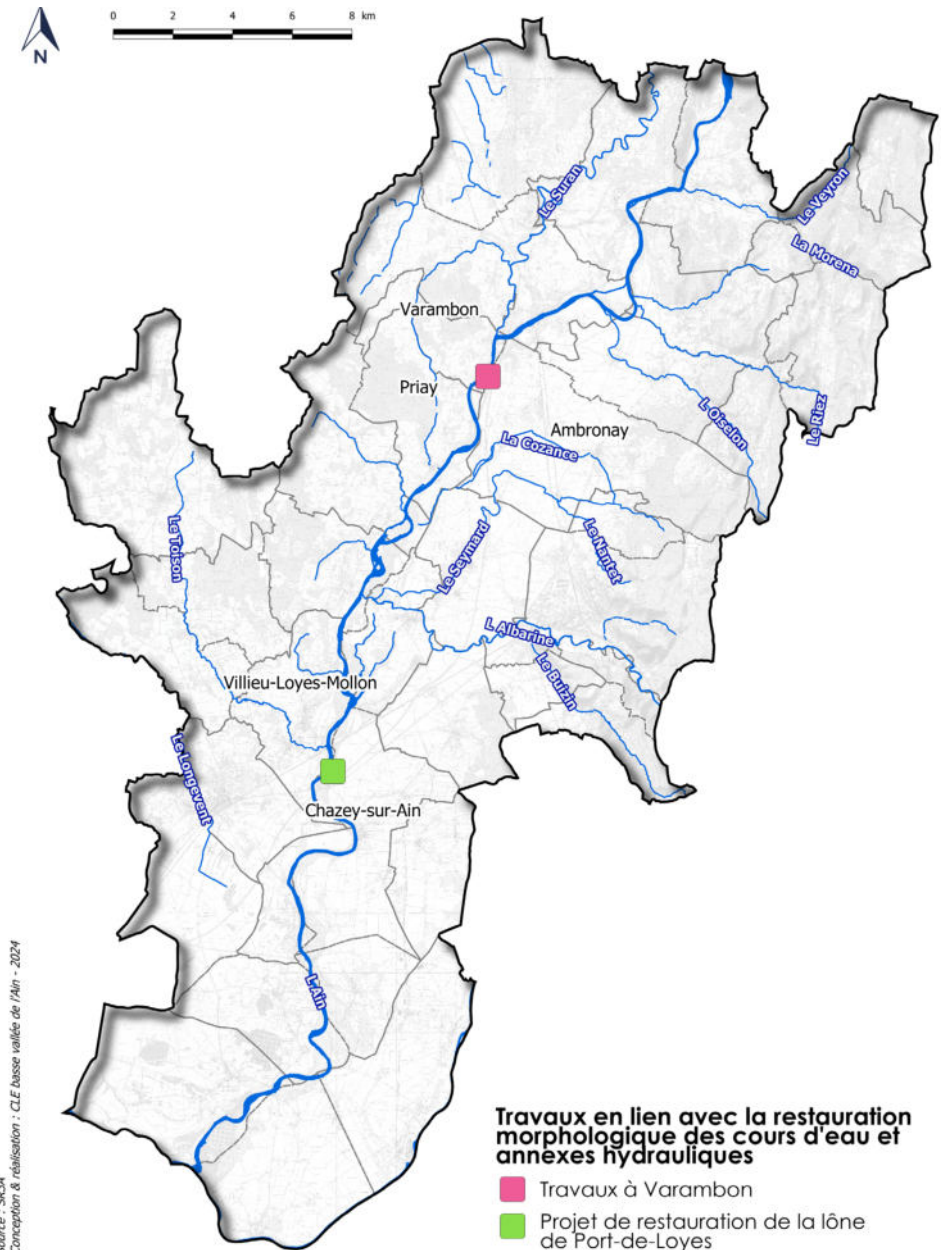 0 2 4 6 8 km
N
Le Suran
Le Veyron
La Morena
Varambon
Priay
L Oiselon
Le Riez
Ambronay
La Cozance
Le Toison
Le Seymard
Le Nantet
L Albarine
Le Buizin
Villieu-Loyes-Mollon
Le Longevent
Chazey-sur-Ain
L Ain
Conception & réalisation : CLE basse vallée de l'Ain - 2024
Travaux en lien avec la restauration
morphologique des cours d'eau et
annexes hydrauliques
Travaux à Varambon
Projet de restauration de la lône
de Port-de-Loyes